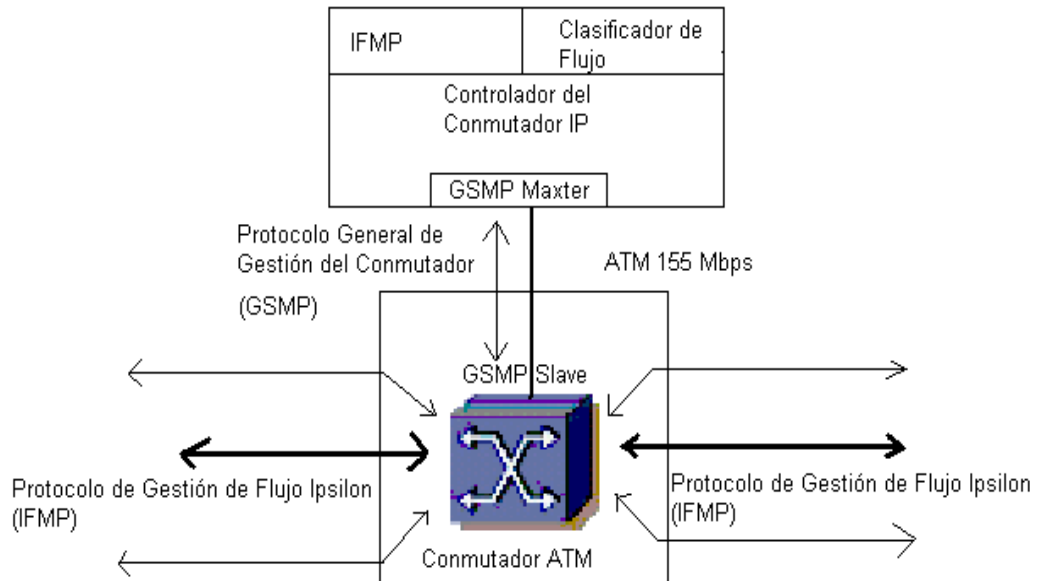 IFMP
Clasificador de
Flujo
Controlador del
Conmutador IP
GSMP Maxter
Protocolo General de
Gestión del Conmutador
(GSMP)
ATM 155 Mbps
GSMP Slave
Protocolo de Gestión de Flujo Ipsilon
(IFMP)
Protocolo de Gestión de Flujo Ipsilon
(IFMP)
Conmutador ATM